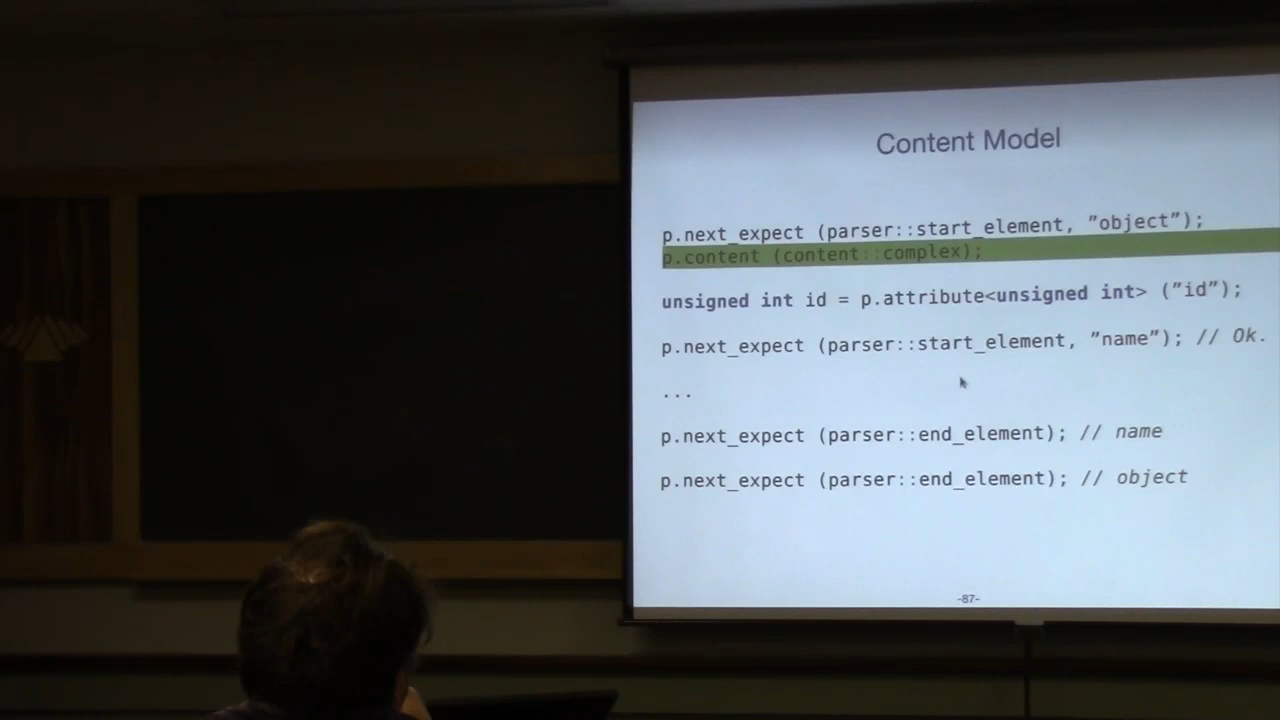 Content Model
p.next_expect (parser::start_element, ”object”);
p.content (content::complex);
unsigned int id = p.attribute<unsigned int> (”id”);
p.next_expect (parser::start_element, ”name”); // Ok.
...
p.next_expect (parser::end_element); // name
p.next_expect (parser::end_element); // object
-87-